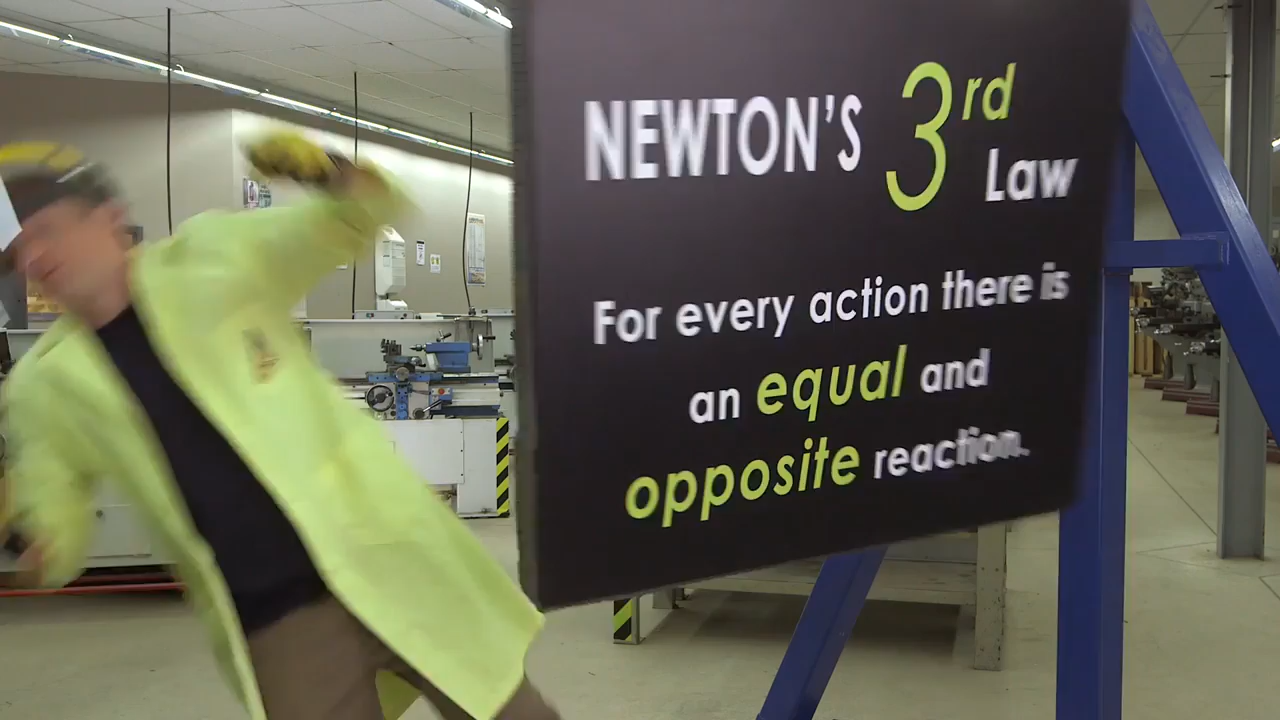 NEWTON'S 3rd Law
For every action there is
an equal and
opposite reaction.